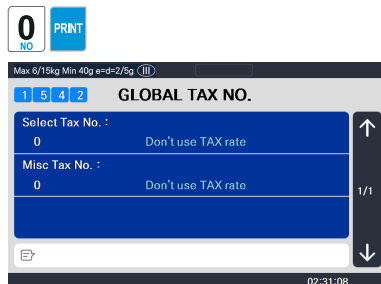 0
NO
PRINT
Max 6/15kg Min 40g e=d=2/5g III
1 5 4 2 GLOBAL TAX NO.
Select Tax No. :
0 Don't use TAX rate
Misc Tax No. :
0 Don't use TAX rate
1/1
02:31:08